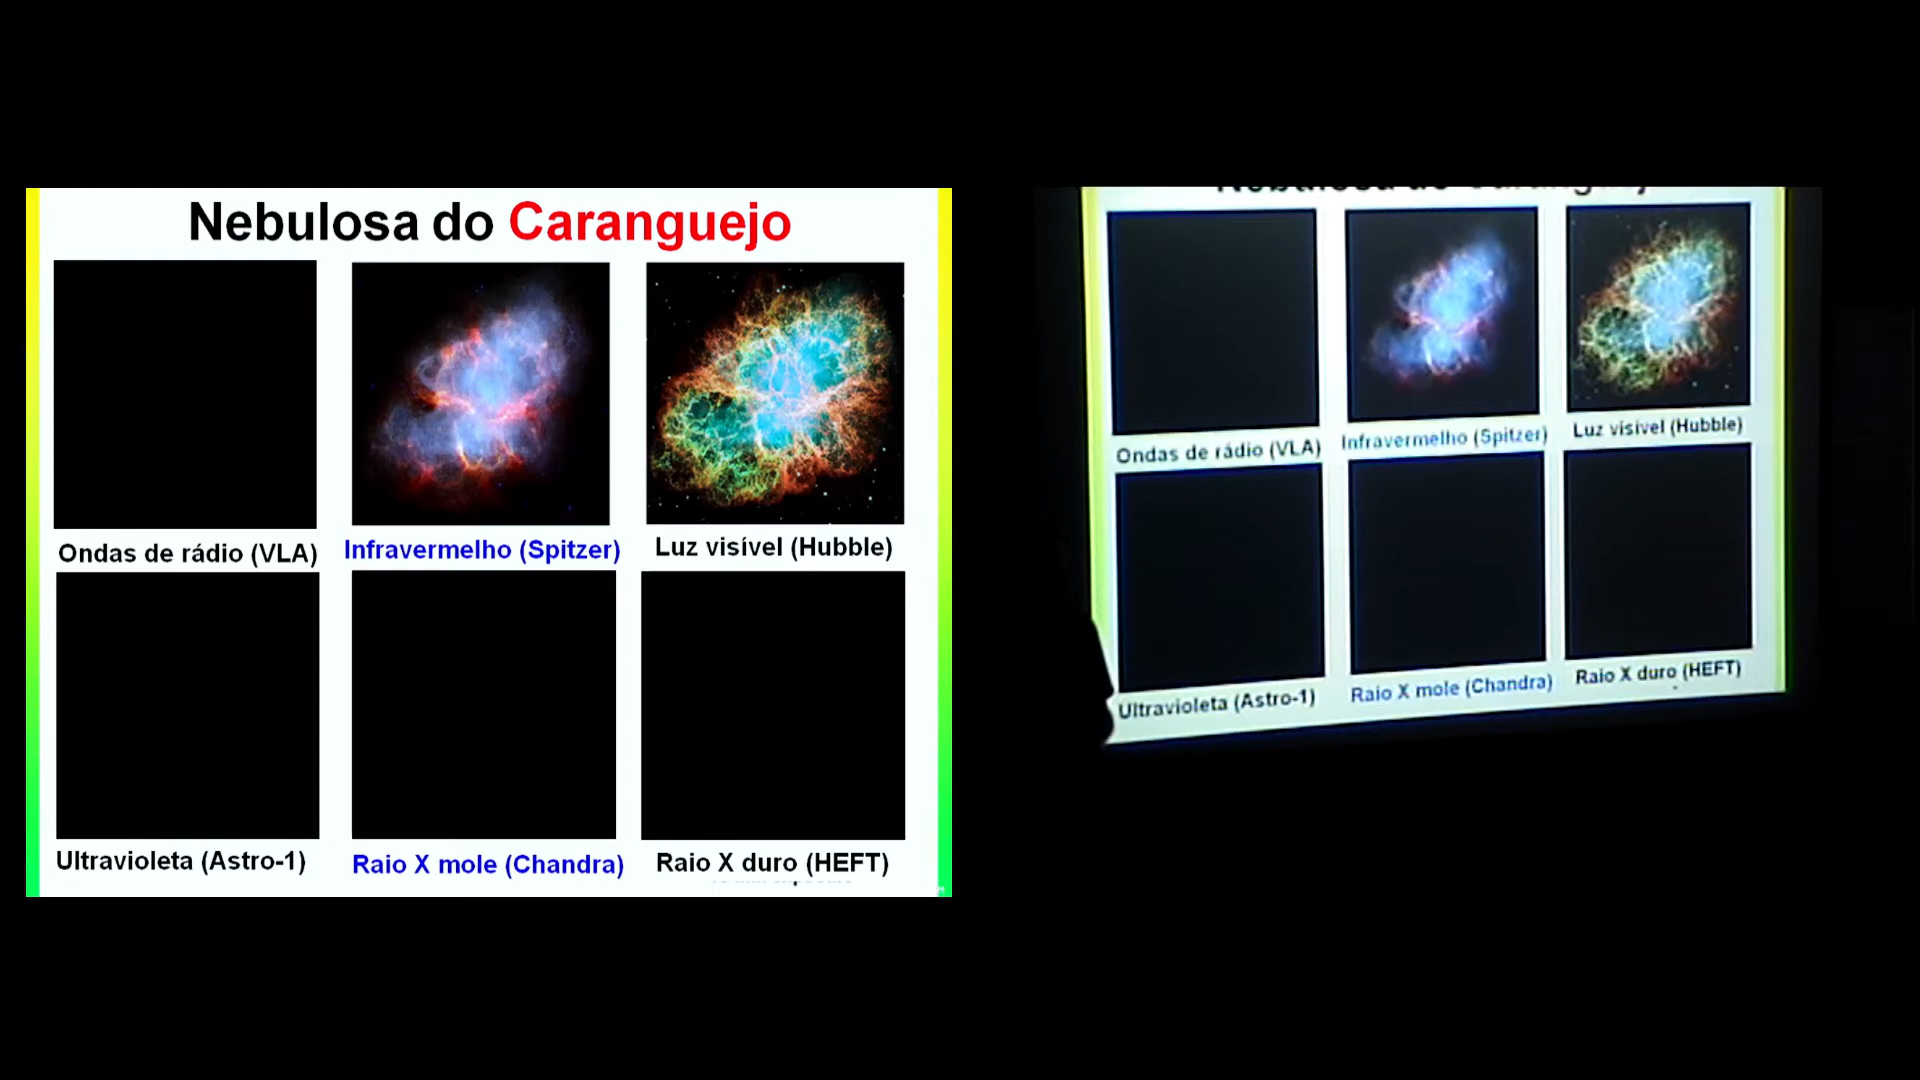 Nebulosa do Caranguejo
Ondas de rádio (VLA)
Infravermelho (Spitzer)
Luz visível (Hubble)
Ultravioleta (Astro-1)
Raio X mole (Chandra)
Raio X duro (HEFT)
Ondas de rádio (VLA)
Infravermelho (Spitzer)
Luz visível (Hubble)
Ultravioleta (Astro-1)
Raio X mole (Chandra)
Raio X duro (HEFT)